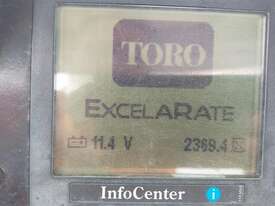 TORO
EXCELARATE
11.4 V 2369.4
InfoCenter i